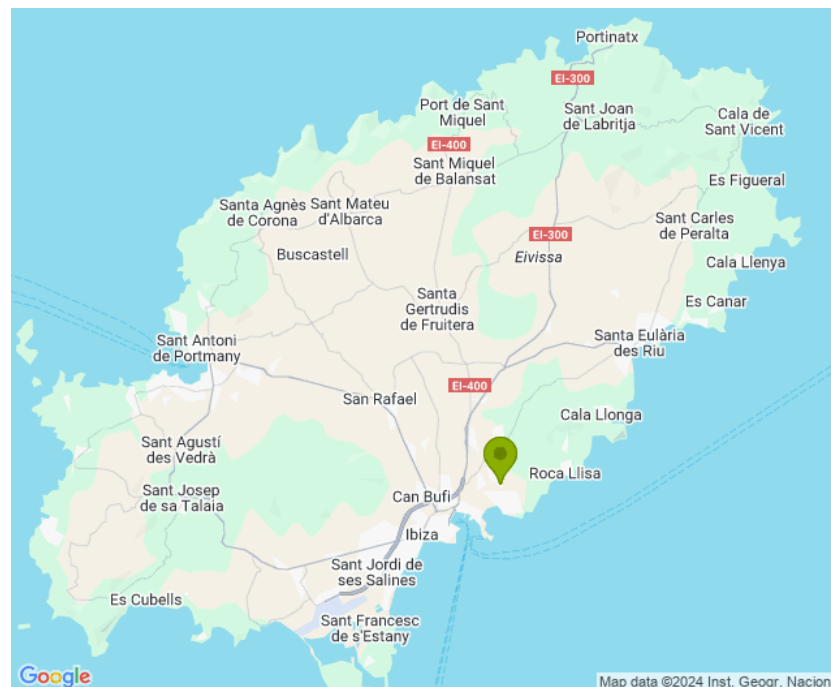 Portinatx
EI-300
Port de Sant
Miquel
Sant Joan
de Labritja
Cala de
Sant Vicent
EI-400
Sant Miquel
de Balansat
Es Figueral
Santa Agnès
de Corona
Sant Mateu
d'Albarca
Sant Carles
de Peralta
EI-300
Buscastell
Eivissa
Cala Llenya
Santa
Gertrudis
de Fruitera
Es Canar
Sant Antoni
de Portmany
Santa Eulària
des Riu
EI-400
San Rafael
Cala Llonga
Sant Agustí
des Vedrà
Roca Llisa
Sant Josep
de sa Talaia
Can Bufi
Ibiza
Sant Jordi de
ses Salines
Es Cubells
Sant Francesc
de s'Estany
Google
Map data ©2024 Inst. Geogr. Nacion